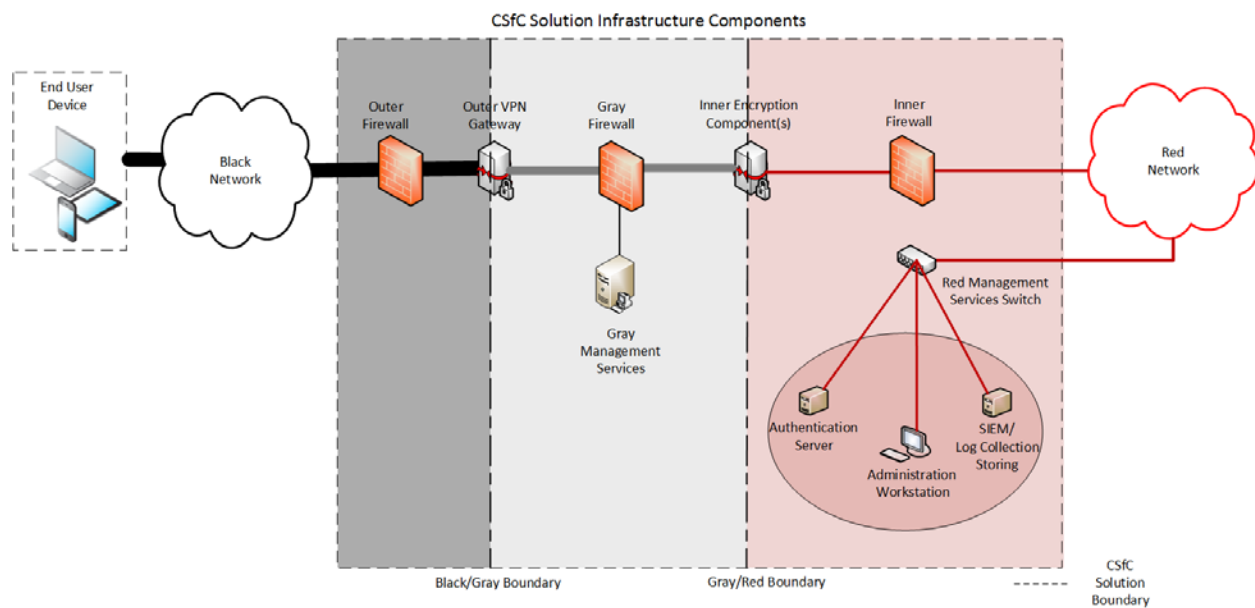 CSfC Solution Infrastructure Components
End User
Device
Black
Network
Outer
Firewall
Outer VPN
Gateway
Gray
Firewall
Inner Encryption
Component(s)
Inner
Firewall
Red
Network
Gray
Management
Services
Red Management
Services Switch
Authentication
Server
Administration
Workstation
SIEM/
Log Collection
Storing
Black/Gray Boundary
Gray/Red Boundary
CSfC
Solution
Boundary